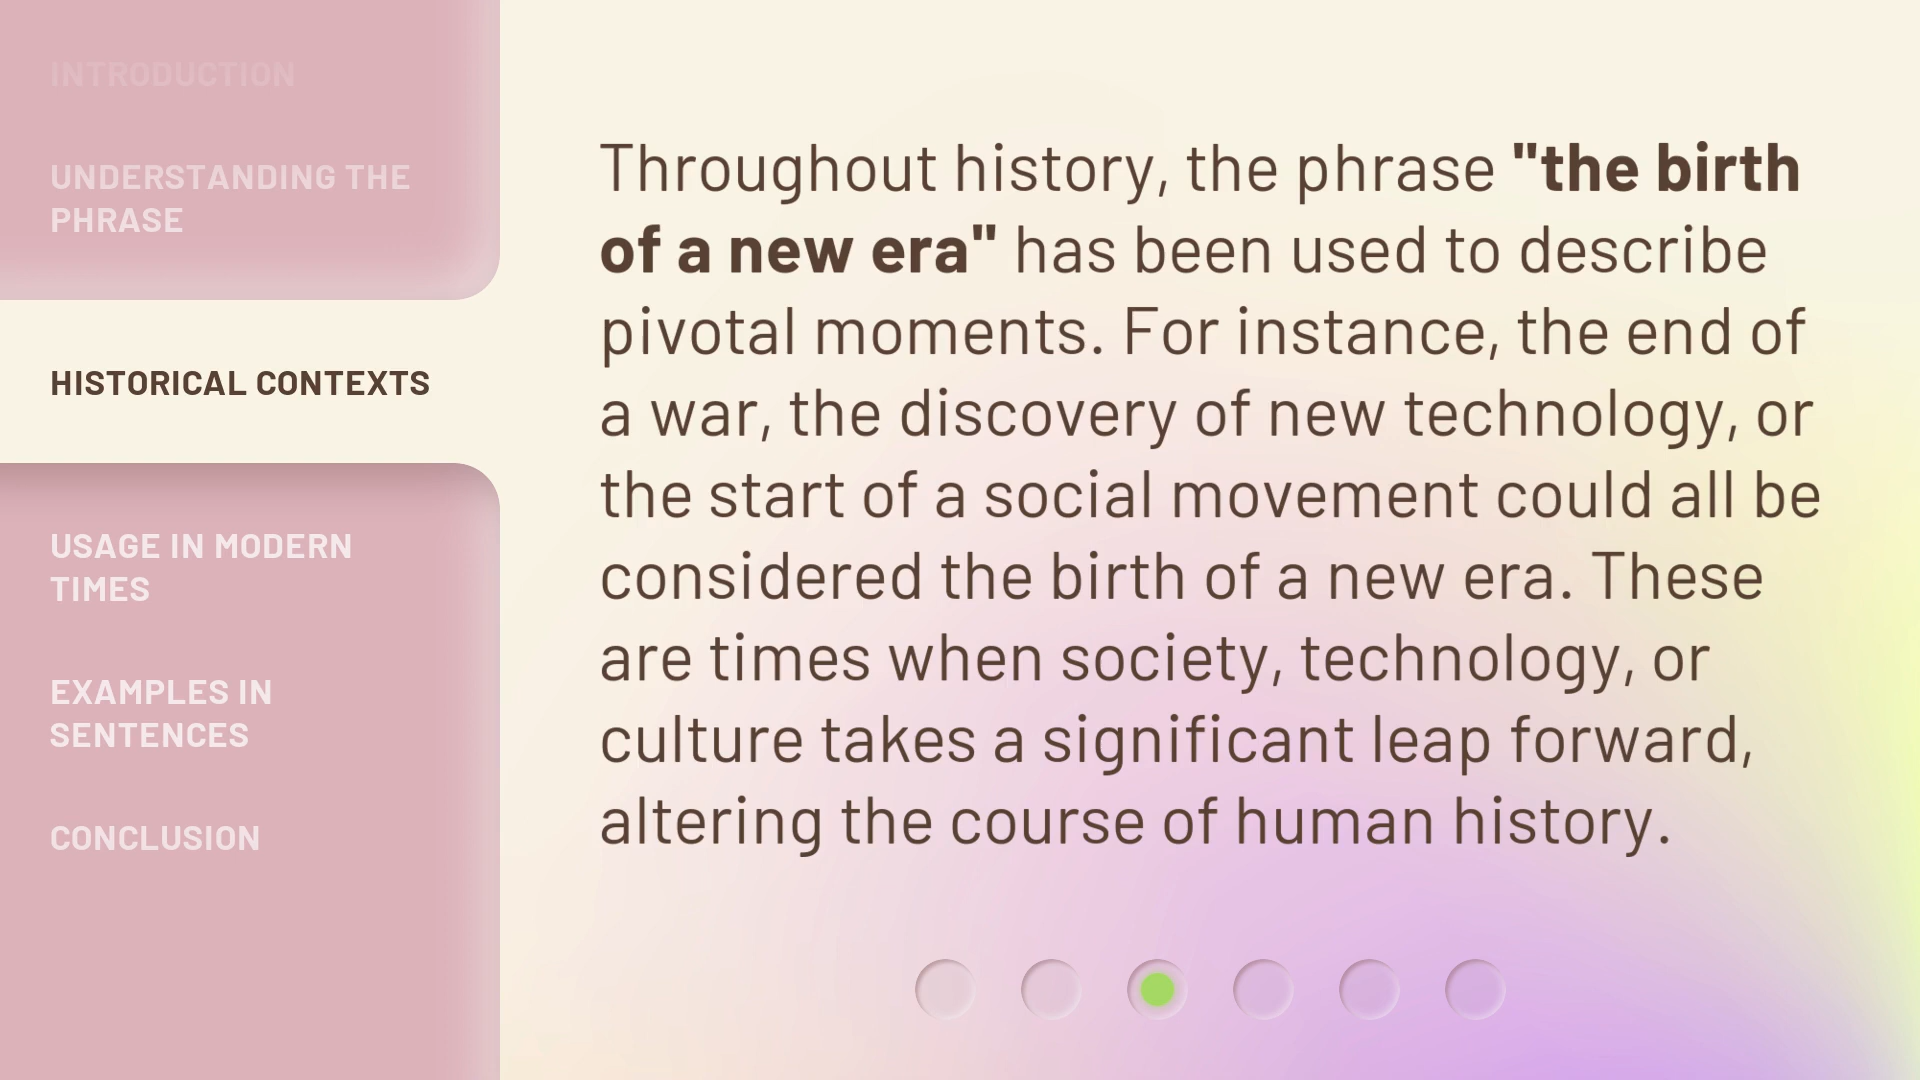 INTRODUCTION
UNDERSTANDING THE
PHRASE
HISTORICAL CONTEXTS
USAGE IN MODERN
TIMES
EXAMPLES IN
SENTENCES
CONCLUSION
Throughout history, the phrase "the birth
of a new era" has been used to describe
pivotal moments. For instance, the end of
a war, the discovery of new technology, or
the start of a social movement could all be
considered the birth of a new era. These
are times when society, technology, or
culture takes a significant leap forward,
altering the course of human history.